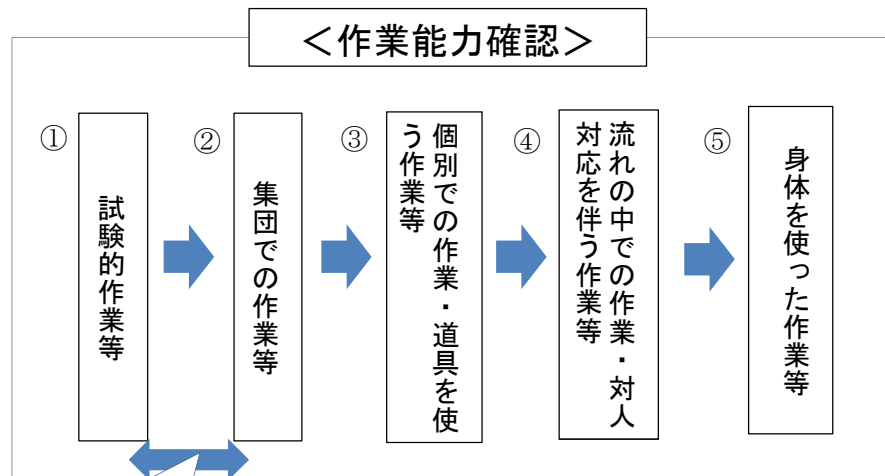 ＜作業能力確認＞
①
試験的作業等
②
集団での作業等
③
個別での作業・道具を使
う作業等
④
流れの中での作業・対人
対応を伴う作業等
⑤
身体を使った作業等